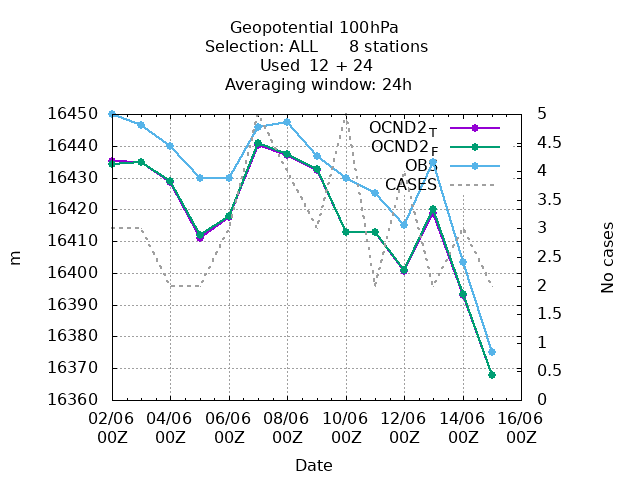 Geopotential 100hPa
Selection: ALL 8 stations
Used 12 + 24
Averaging window: 24h
16450
16440
16430
16420
16410
16400
16390
16380
16370
16360
m
5
4.5
4
3.5
3
2.5
2
1.5
1
0.5
0
No cases
OCND2 T
OCND2 F
OBS
CASES
02/06 04/06 06/06 08/06 10/06 12/06 14/06 16/06
00Z 00Z 00Z 00Z 00Z 00Z 00Z 00Z
Date